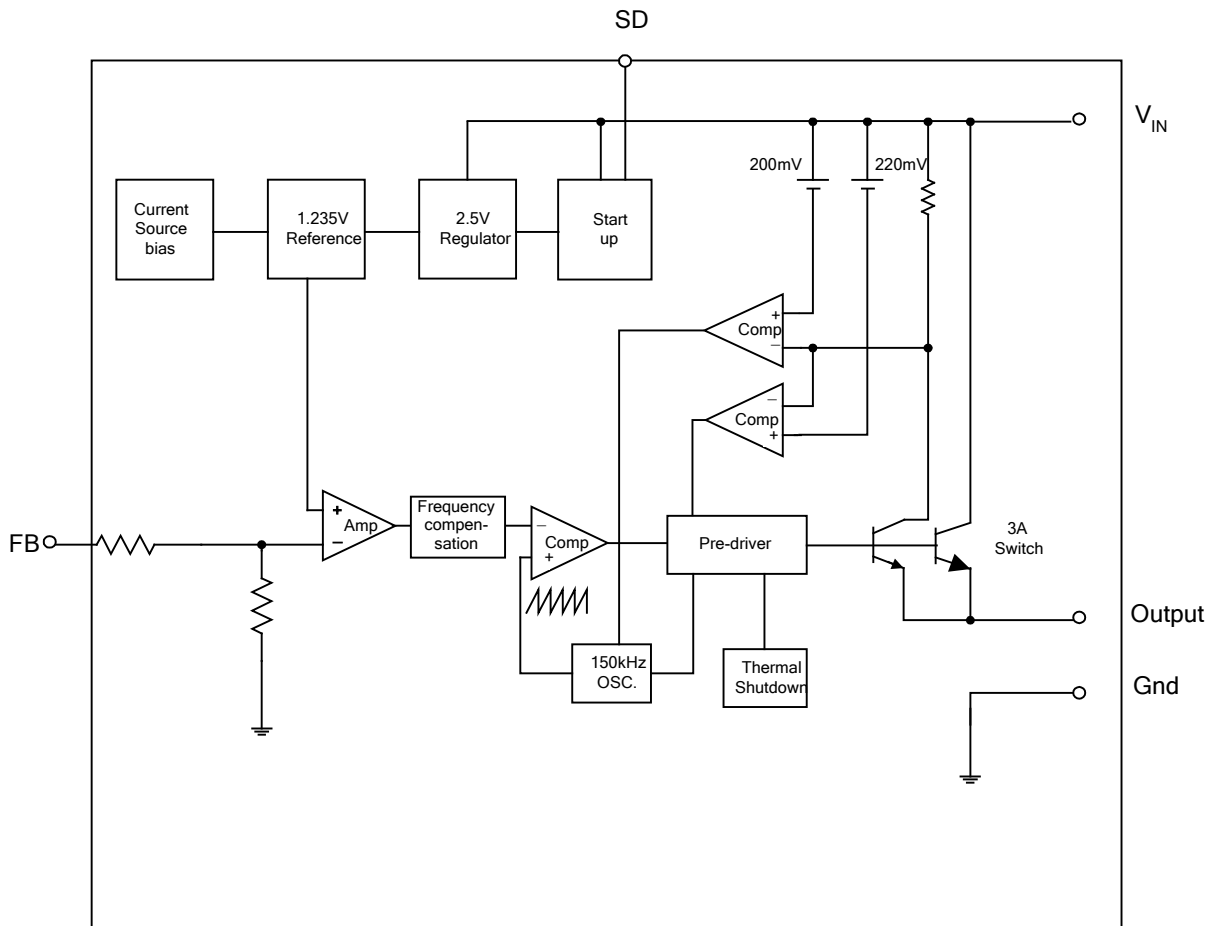 SD
V_IN
200mV
220mV
Current
Source
bias
1.235V
Reference
2.5V
Regulator
Start
up
+
Comp
−
−
Comp
+
FB
+
Amp
−
Frequency
compen-
sation
−
Comp
+
Pre-driver
3A
Switch
Output
150kHz
OSC.
Thermal
Shutdown
Gnd